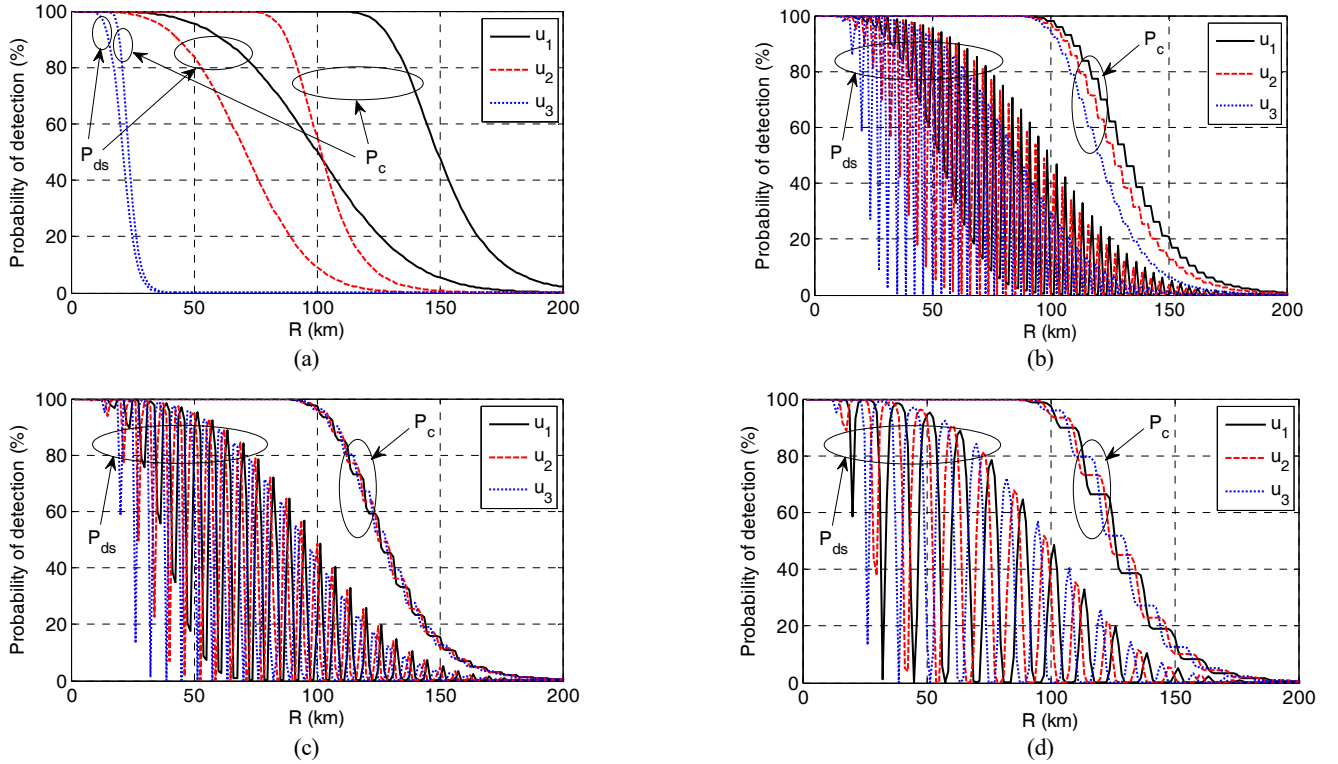 100
80
60
40
20
0
0 50 100 150 200
Probability of detection (%)
R (km)
u1
u2
u3
Pds
Pc
(a)
100
80
60
40
20
0
0 50 100 150 200
Probability of detection (%)
R (km)
u1
u2
u3
Pds
Pc
(b)
100
80
60
40
20
0
0 50 100 150 200
Probability of detection (%)
R (km)
u1
u2
u3
Pds
Pc
(c)
100
80
60
40
20
0
0 50 100 150 200
Probability of detection (%)
R (km)
u1
u2
u3
Pds
Pc
(d)